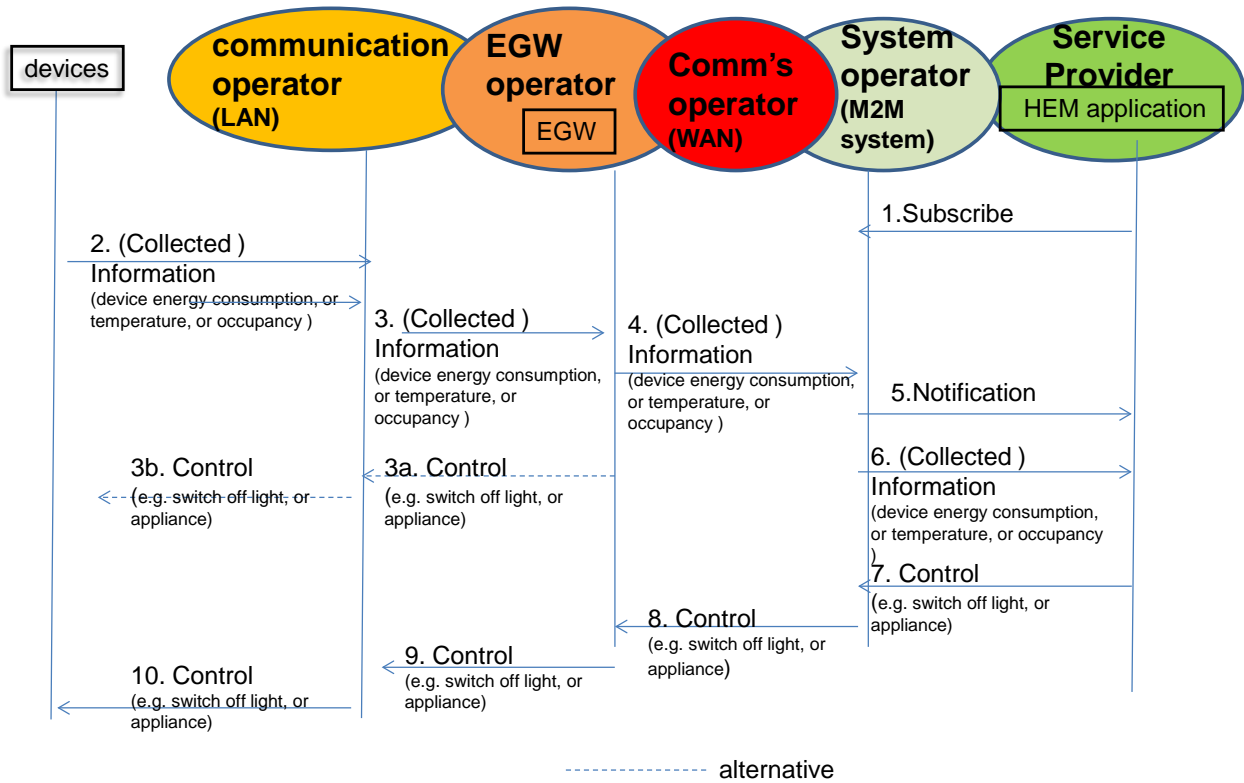 devices
communication
operator
(LAN)
EGW
operator
EGW
Comm's
operator
(WAN)
System
operator
(M2M
system)
Service
Provider
HEM application
1.Subscribe
2. (Collected )
Information
(device energy consumption, or
temperature, or occupancy )
3. (Collected )
Information
(device energy consumption,
or temperature, or
occupancy )
4. (Collected )
Information
(device energy consumption,
or temperature, or
occupancy )
5.Notification
3b. Control
(e.g. switch off light, or
appliance)
3a. Control
(e.g. switch off light, or
appliance)
6. (Collected )
Information
(device energy consumption,
or temperature, or occupancy
)
7. Control
(e.g. switch off light, or
appliance)
8. Control
(e.g. switch off light, or
appliance)
9. Control
(e.g. switch off light, or
appliance)
10. Control
(e.g. switch off light, or
appliance)
alternative